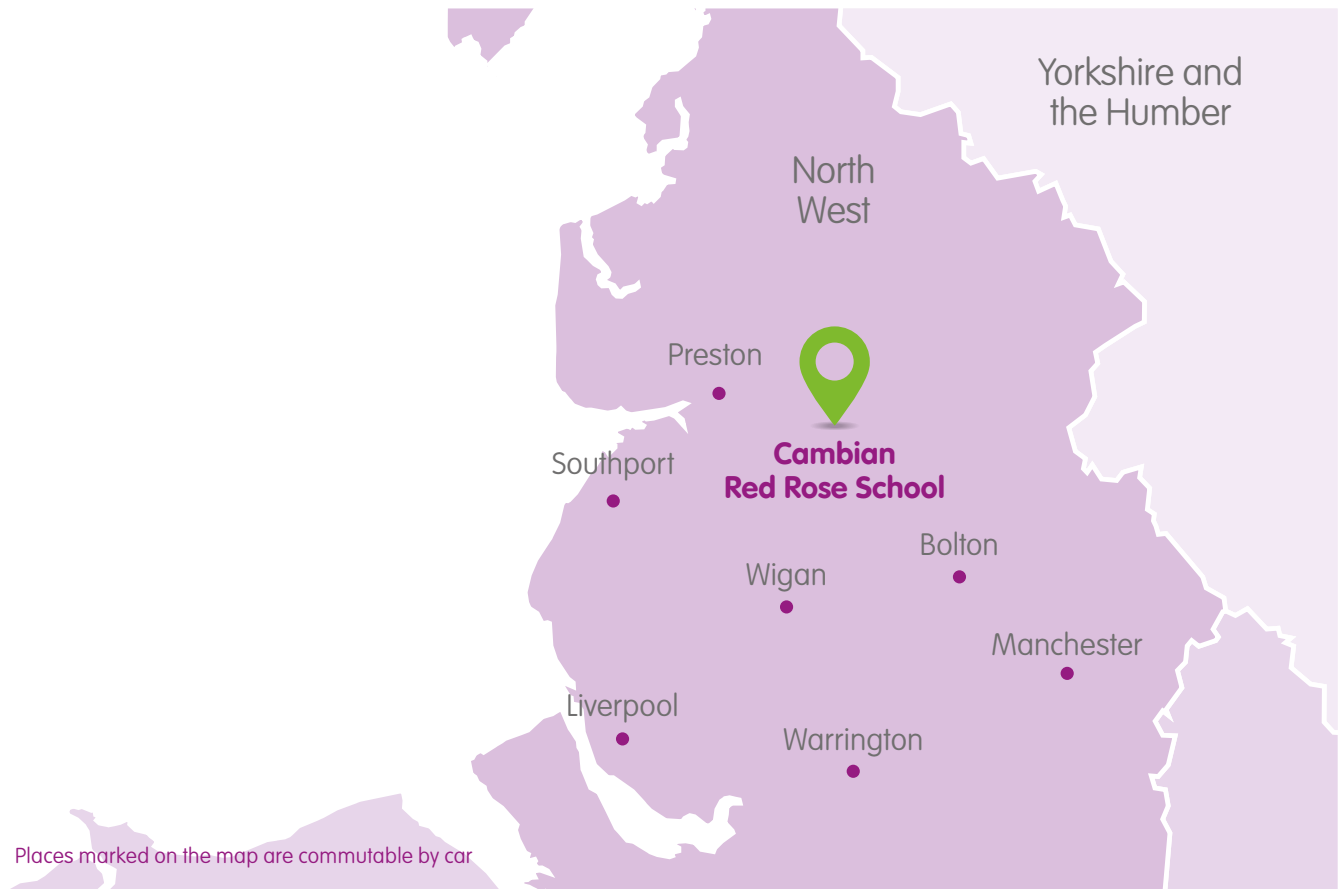 Yorkshire and
the Humber
North
West
Preston
Cambian
Red Rose School
Southport
Bolton
Wigan
Manchester
Liverpool
Warrington
Places marked on the map are commutable by car